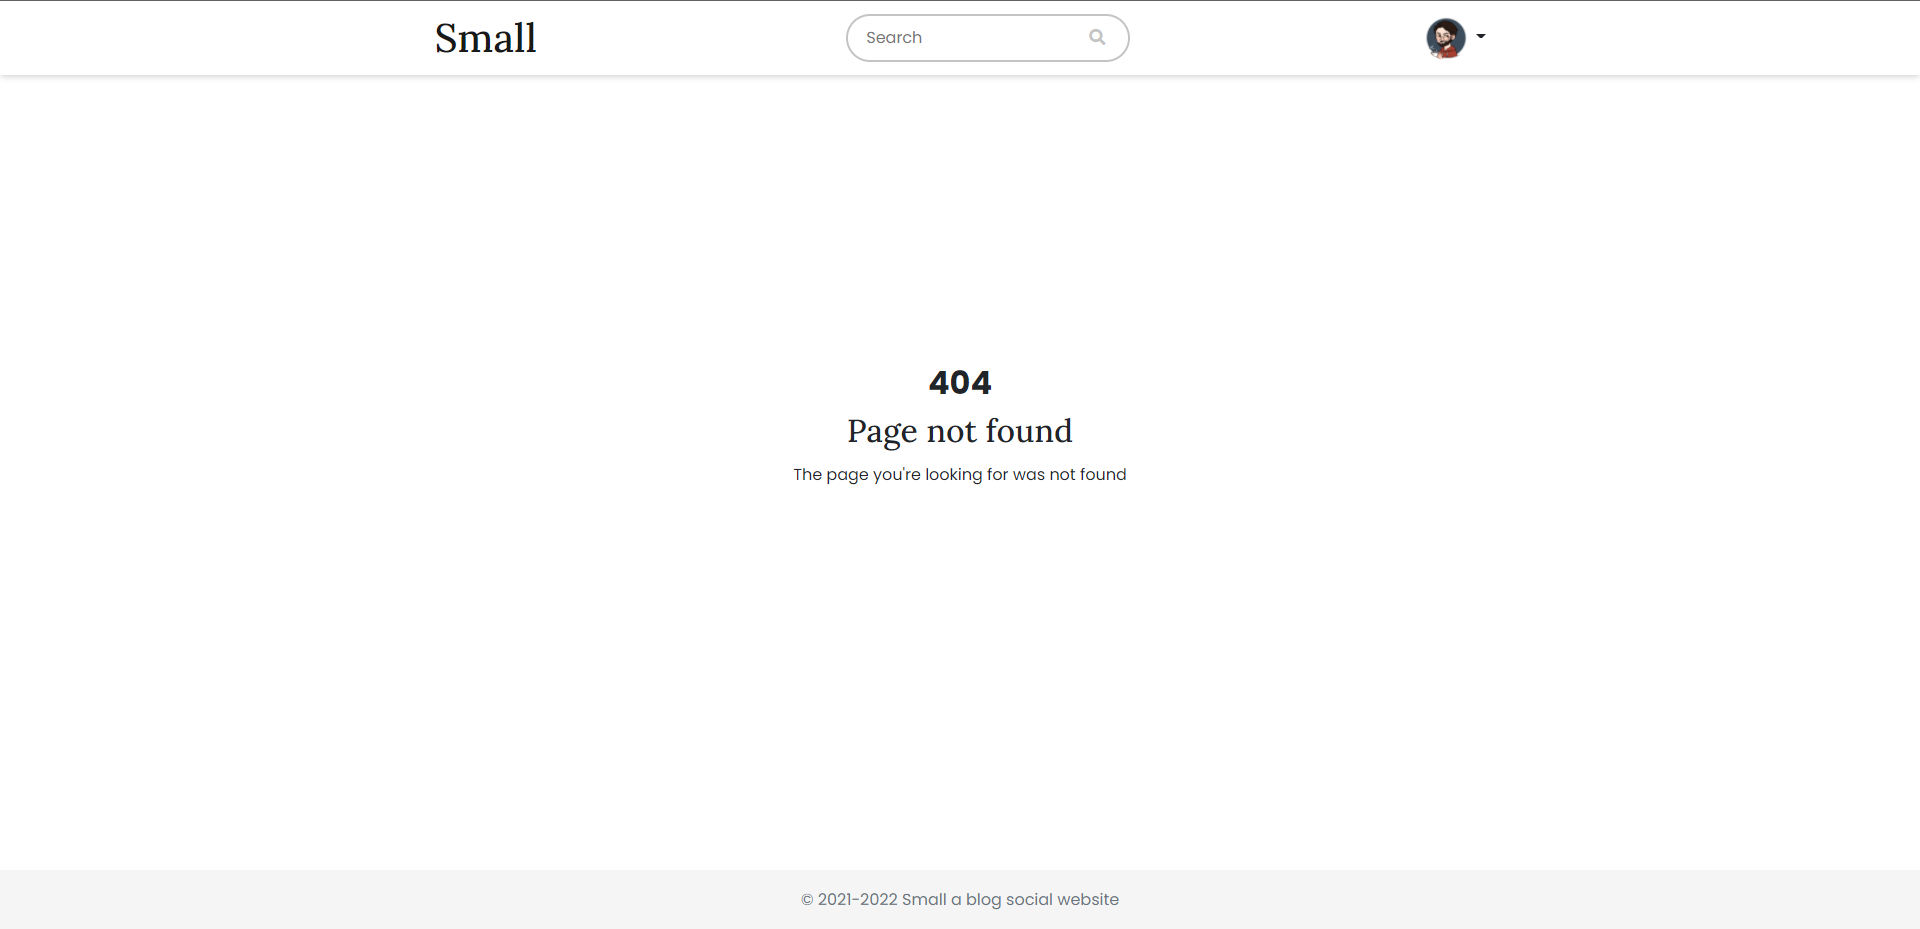 Small
Search
404
Page not found
The page you're looking for was not found
© 2021-2022 Small a blog social website